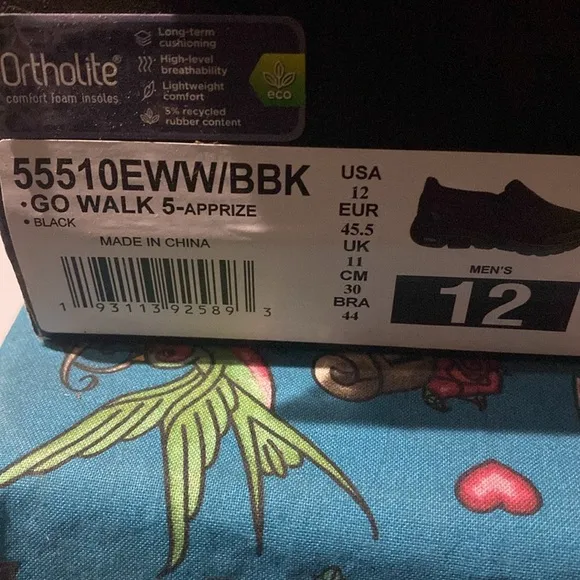 Ortholite®
comfort foam insoles
Long-term
cushioning
High-level
breathability
Lightweight
comfort
5% recycled
rubber content
eco
55510EWW/BBK
• GO WALK 5-APPRIZE
• BLACK
MADE IN CHINA
1 93113 92589 3
USA
12
EUR
45.5
UK
11
CM
30
BRA
44
MEN'S
12